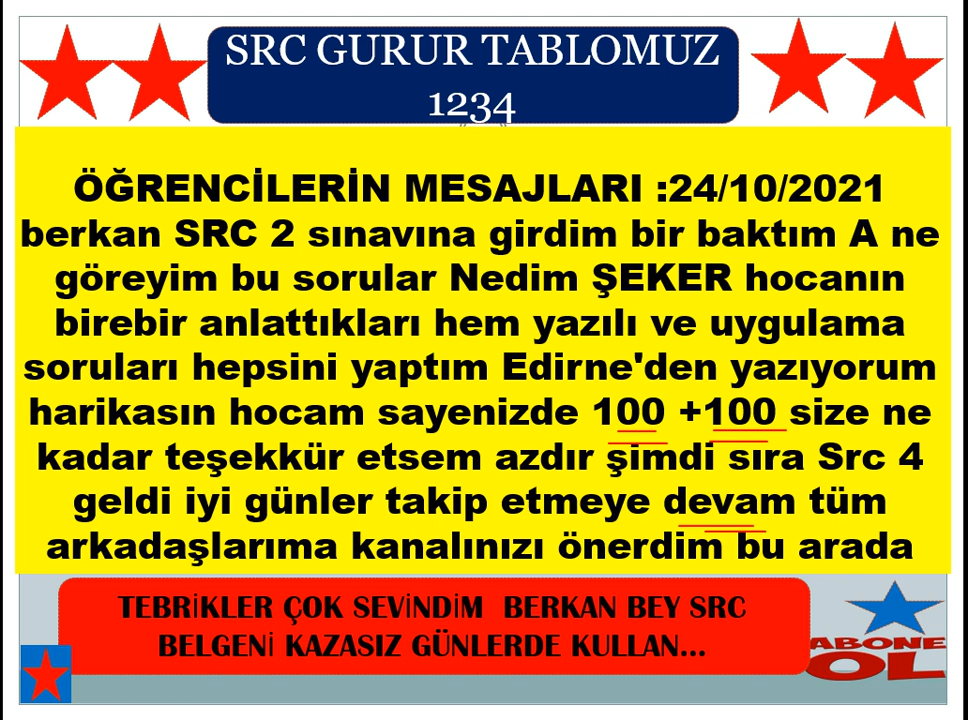 SRC GURUR TABLOMUZ
1234
ÖĞRENCİLERİN MESAJLARI :24/10/2021
berkan SRC 2 sınavına girdim bir baktım A ne
göreyim bu sorular Nedim ŞEKER hocanın
birebir anlattıkları hem yazılı ve uygulama
soruları hepsini yaptım Edirne'den yazıyorum
harikasın hocam sayenizde 100 +100 size ne
kadar teşekkür etsem azdır şimdi sıra Src 4
geldi iyi günler takip etmeye devam tüm
arkadaşlarıma kanalınızı önerdim bu arada
TEBRİKLER ÇOK SEVİNDİM BERKAN BEY SRC
BELGENİ KAZASIZ GÜNLERDE KULLAN...
ABONE
OL